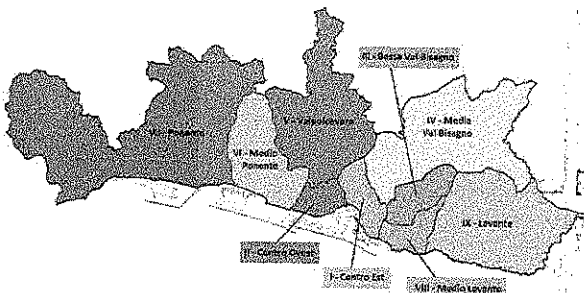 III - Bassa Val Bisagno
VII - Ponente
V - Valpolcevera
IV - Media
Val Bisagno
VI - Medio
Ponente
IX - Levante
II - Centro Ovest
I - Centro Est
VIII - Medio Levante